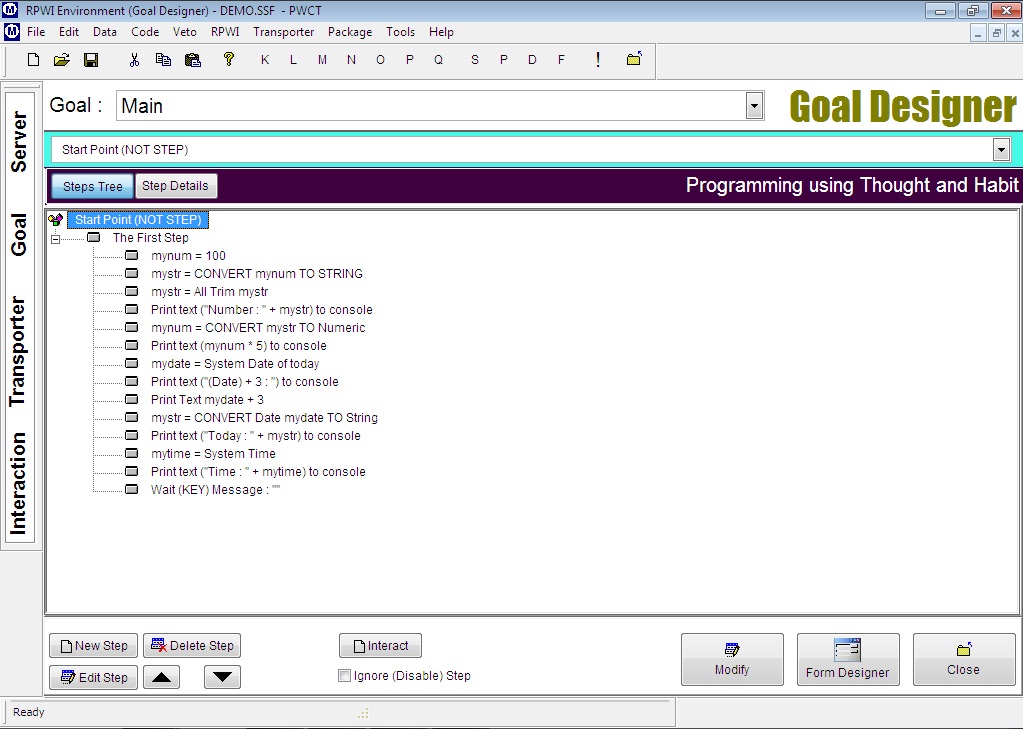 RPWI Environment (Goal Designer) - DEMO.SSF - PWCT
File Edit Data Code Veto RPWI Transporter Package Tools Help
K L M N O P Q S P D F !
Goal : Main
Goal Designer
Start Point (NOT STEP)
Steps Tree Step Details Programming using Thought and Habit
Server
Goal
Transporter
Interaction
Start Point (NOT STEP)
The First Step
mynum = 100
mystr = CONVERT mynum TO STRING
mystr = All Trim mystr
Print text ("Number : " + mystr) to console
mynum = CONVERT mystr TO Numeric
Print text (mynum * 5) to console
mydate = System Date of today
Print text ("(Date) + 3 : ") to console
Print Text mydate + 3
mystr = CONVERT Date mydate TO String
Print text ("Today : " + mystr) to console
mytime = System Time
Print text ("Time : " + mytime) to console
Wait (KEY) Message : ""
New Step Delete Step Interact
Edit Step Ignore (Disable) Step
Modify Form Designer Close
Ready